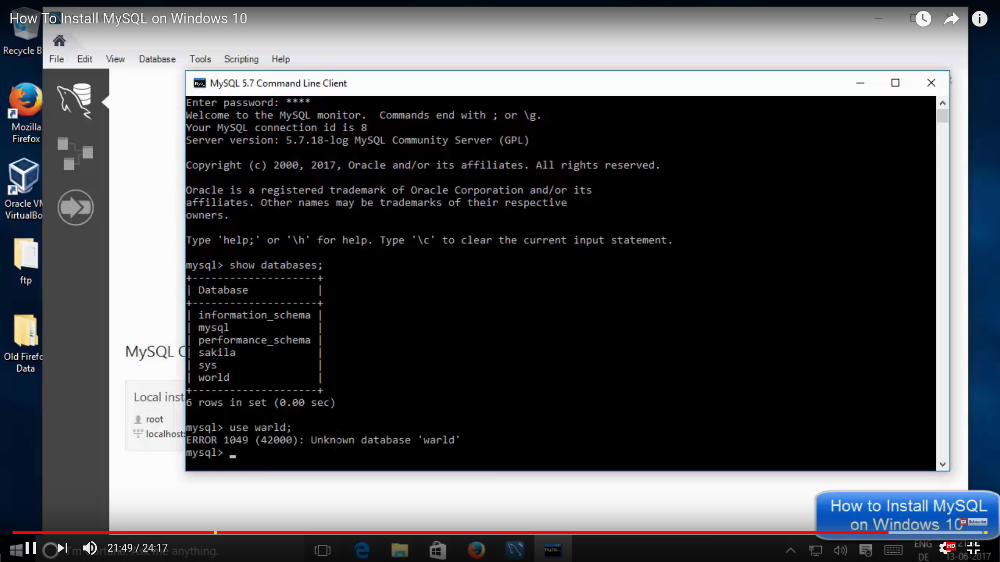 How To Install MySQL on Windows 10
Recycle B
File Edit View Database Tools Scripting Help
MySQL 5.7 Command Line Client
Enter password: ****
Welcome to the MySQL monitor.  Commands end with ; or \g.
Your MySQL connection id is 8
Server version: 5.7.18-log MySQL Community Server (GPL)
Copyright (c) 2000, 2017, Oracle and/or its affiliates. All rights reserved.
Oracle is a registered trademark of Oracle Corporation and/or its
affiliates. Other names may be trademarks of their respective
owners.
Type 'help;' or '\h' for help. Type '\c' to clear the current input statement.
mysql> show databases;
+--------------------+
| Database           |
+--------------------+
| information_schema |
| mysql              |
| performance_schema |
| sakila             |
| sys                |
| world              |
+--------------------+
6 rows in set (0.00 sec)
mysql> use warld;
ERROR 1049 (42000): Unknown database 'warld'
mysql> _
Mozilla
Firefox
Oracle VM
VirtualBo
ftp
Old Firefo
Data
MySQL C
Local inst
root
localhost:
How to Install MySQL
on Windows 10
Subscribe
21:49 / 24:17
I'm Cortana. Ask me anything.
HD
ENG
DE
13-06-2017